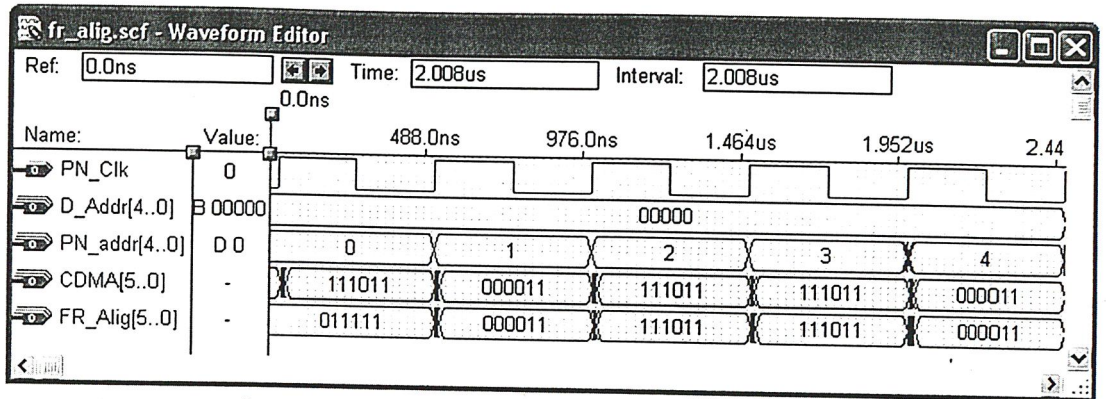 fr_alig.scf - Waveform Editor
Ref: 0.0ns Time: 2.008us Interval: 2.008us
0.0ns
Name: Value: 488.0ns 976.0ns 1.464us 1.952us 2.44
PN_Clk 0
D_Addr[4..0] B 00000 00000
PN_addr[4..0] D 0 0 1 2 3 4
CDMA[5..0] - 111011 000011 111011 111011 000011
FR_Alig[5..0] - 011111 000011 111011 111011 000011